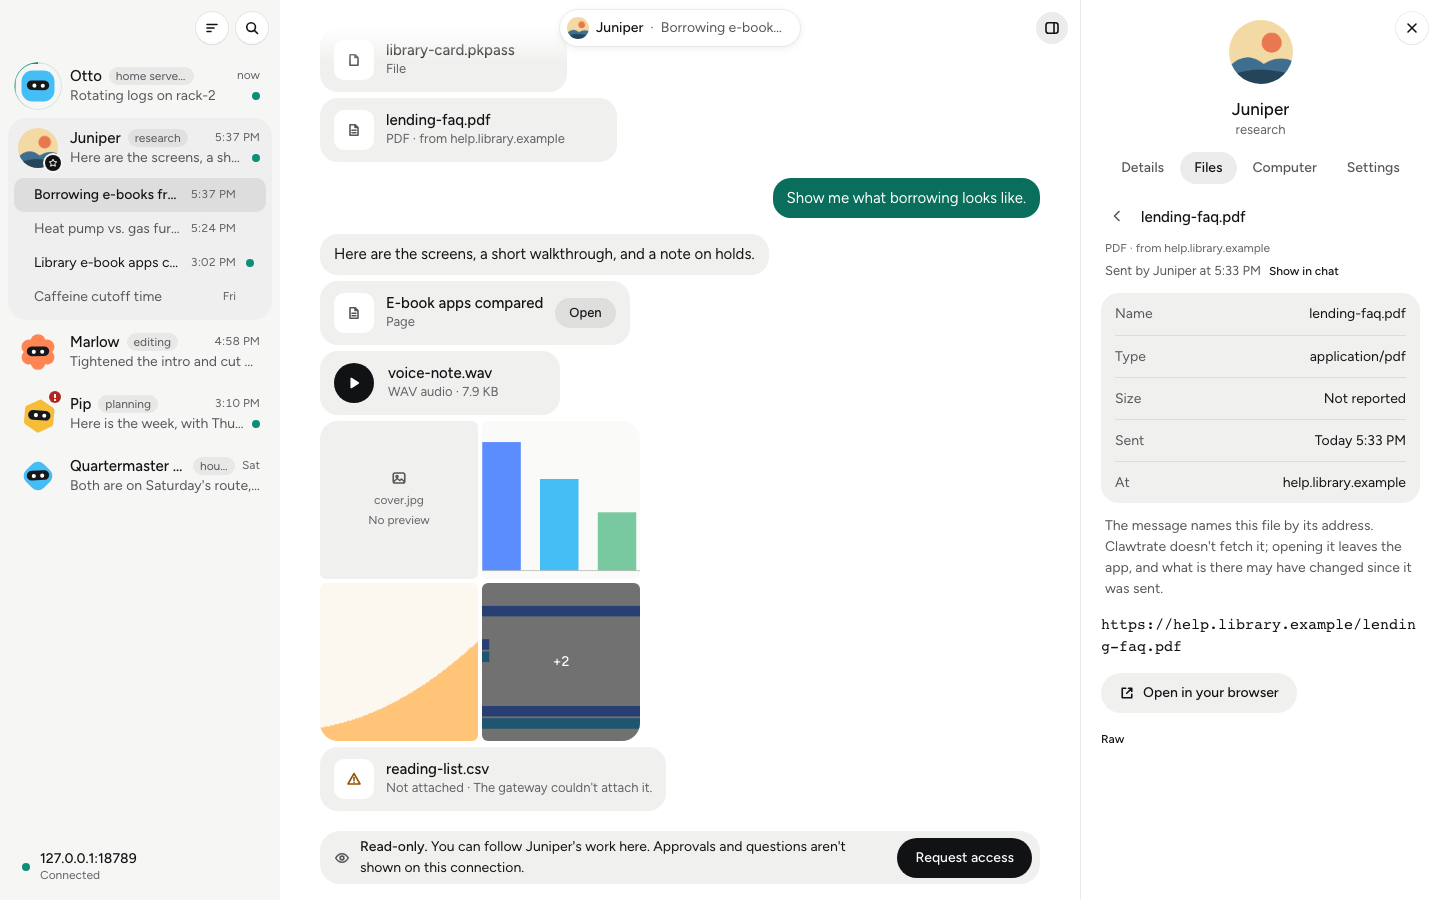 Otto home serve... now
Rotating logs on rack-2
Juniper research 5:37 PM
Here are the screens, a sh...
Borrowing e-books fr... 5:37 PM
Heat pump vs. gas fur... 5:24 PM
Library e-book apps c... 3:02 PM
Caffeine cutoff time Fri
Marlow editing 4:58 PM
Tightened the intro and cut ...
Pip planning 3:10 PM
Here is the week, with Thu...
Quartermaster ... hou... Sat
Both are on Saturday's route,...
127.0.0.1:18789
Connected
Juniper · Borrowing e-book...
library-card.pkpass
File
lending-faq.pdf
PDF · from help.library.example
Show me what borrowing looks like.
Here are the screens, a short walkthrough, and a note on holds.
E-book apps compared
Page
Open
voice-note.wav
WAV audio · 7.9 KB
cover.jpg
No preview
+2
reading-list.csv
Not attached · The gateway couldn't attach it.
Read-only. You can follow Juniper's work here. Approvals and questions aren't
shown on this connection.
Request access
Juniper
research
Details Files Computer Settings
lending-faq.pdf
PDF · from help.library.example
Sent by Juniper at 5:33 PM Show in chat
Name lending-faq.pdf
Type application/pdf
Size Not reported
Sent Today 5:33 PM
At help.library.example
The message names this file by its address.
Clawtrate doesn't fetch it; opening it leaves the
app, and what is there may have changed since it
was sent.
https://help.library.example/lendin
g-faq.pdf
Open in your browser
Raw